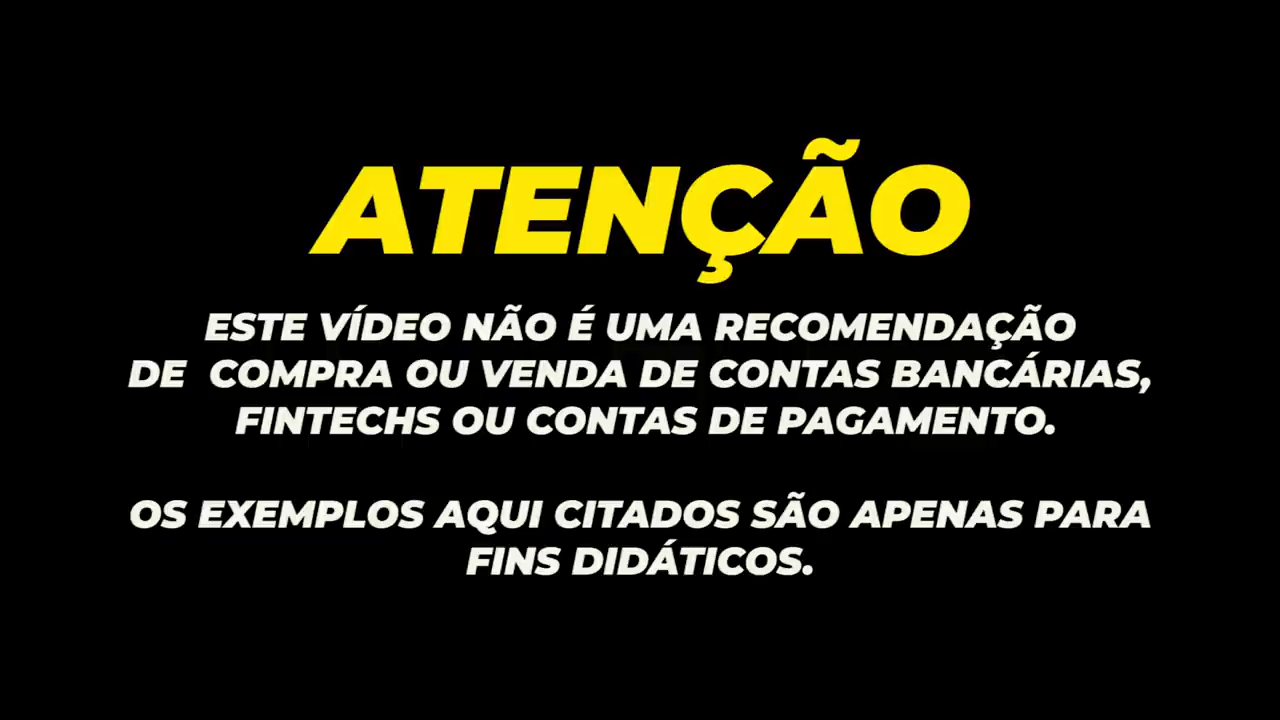 ATENÇÃO
ESTE VÍDEO NÃO É UMA RECOMENDAÇÃO
DE COMPRA OU VENDA DE CONTAS BANCÁRIAS,
FINTECHS OU CONTAS DE PAGAMENTO.
OS EXEMPLOS AQUI CITADOS SÃO APENAS PARA
FINS DIDÁTICOS.